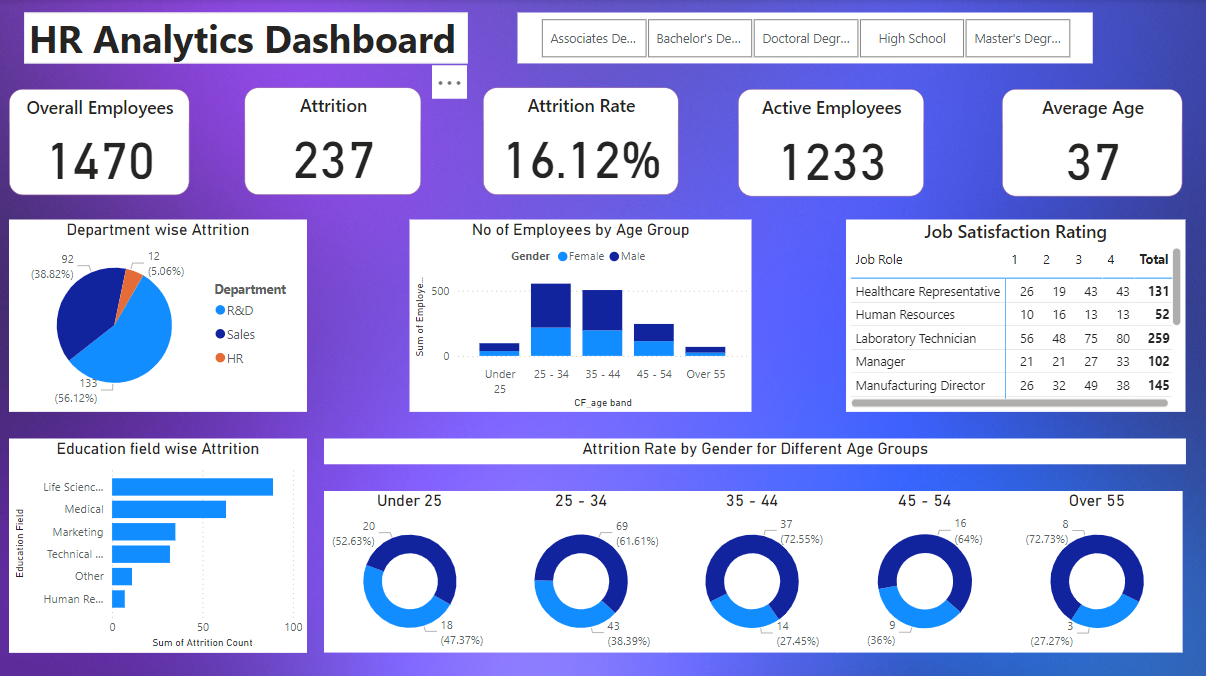 HR Analytics Dashboard
Associates De...
Bachelor's De...
Doctoral Degr...
High School
Master's Degr...
Overall Employees
1470
Attrition
237
Attrition Rate
16.12%
Active Employees
1233
Average Age
37
Department wise Attrition
92
(38.82%)
12
(5.06%)
133
(56.12%)
Department
R&D
Sales
HR
No of Employees by Age Group
Gender Female Male
Sum of Employe...
500
0
Under
25
25 - 34
35 - 44
45 - 54
Over 55
CF_age band
Job Satisfaction Rating
Job Role 1 2 3 4 Total
Healthcare Representative 26 19 43 43 131
Human Resources 10 16 13 13 52
Laboratory Technician 56 48 75 80 259
Manager 21 21 27 33 102
Manufacturing Director 26 32 49 38 145
Education field wise Attrition
Education Field
Life Scienc...
Medical
Marketing
Technical ...
Other
Human Re...
0 50 100
Sum of Attrition Count
Attrition Rate by Gender for Different Age Groups
Under 25
20
(52.63%)
18
(47.37%)
25 - 34
69
(61.61%)
43
(38.39%)
35 - 44
37
(72.55%)
14
(27.45%)
45 - 54
16
(64%)
9
(36%)
Over 55
8
(72.73%)
3
(27.27%)